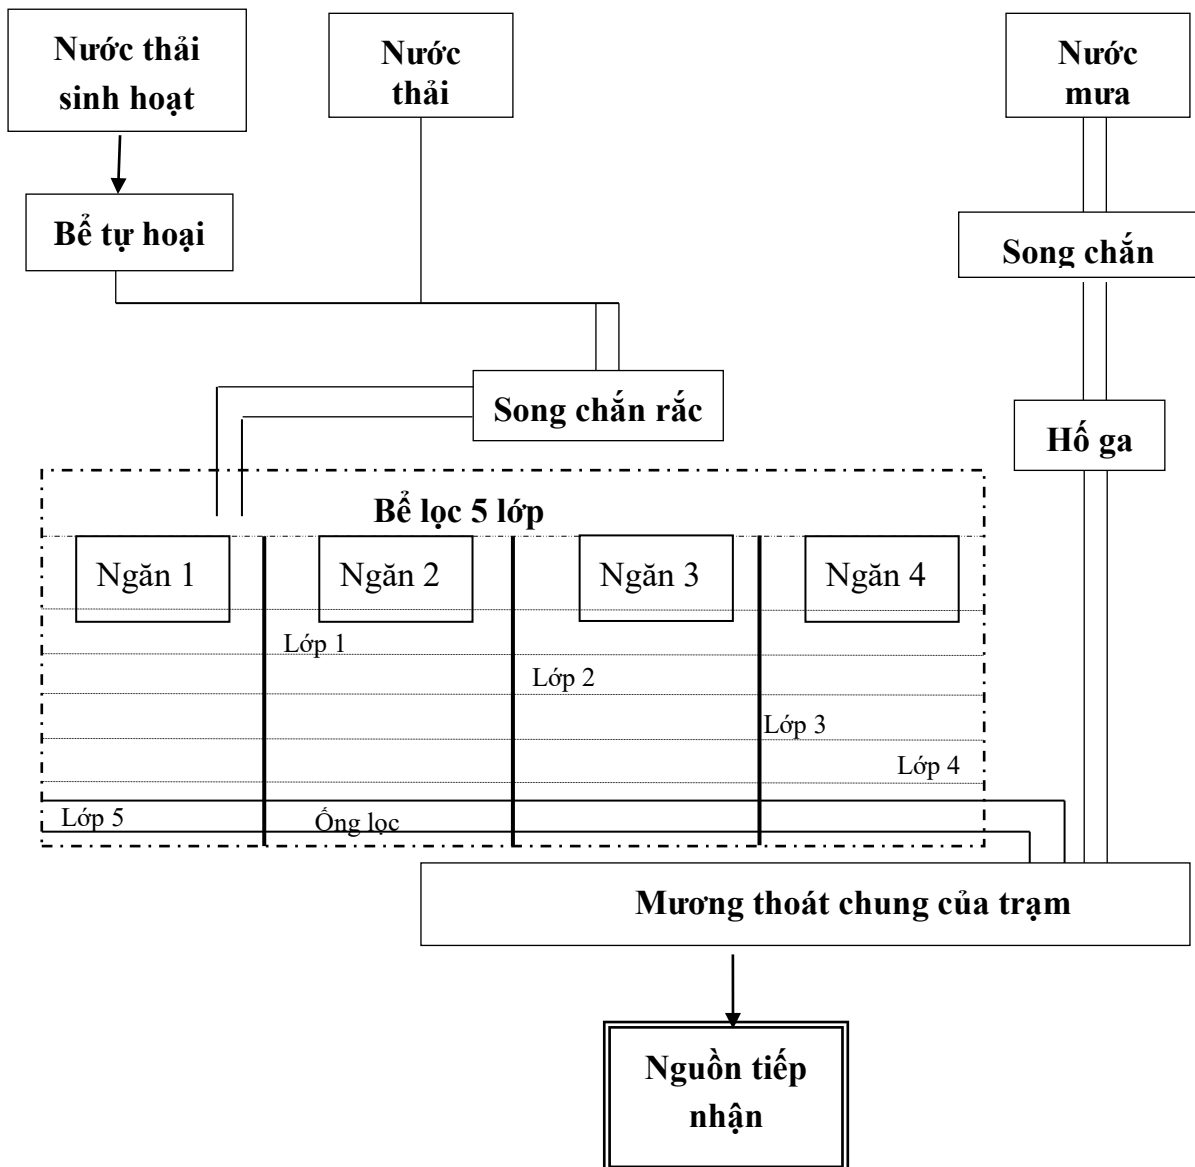 Nước thải
sinh hoạt
Nước
thải
Nước
mưa
Bể tự hoại
Song chắn
Song chắn rắc
Hố ga
Bể lọc 5 lớp
Ngăn 1
Ngăn 2
Ngăn 3
Ngăn 4
Lớp 1
Lớp 2
Lớp 3
Lớp 4
Lớp 5
Ống lọc
Mương thoát chung của trạm
Nguồn tiếp
nhận